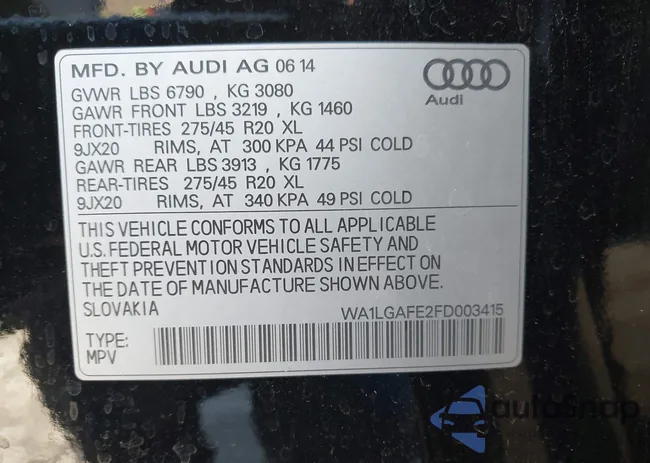 MFD. BY AUDI AG 06 14
GVWR LBS 6790 , KG 3080
GAWR FRONT LBS 3219 , KG 1460
FRONT-TIRES 275/45 R20 XL
9JX20 RIMS, AT 300 KPA 44 PSI COLD
GAWR REAR LBS 3913 , KG 1775
REAR-TIRES 275/45 R20 XL
9JX20 RIMS, AT 340 KPA 49 PSI COLD
Audi
THIS VEHICLE CONFORMS TO ALL APPLICABLE
U.S. FEDERAL MOTOR VEHICLE SAFETY AND
THEFT PREVENTION STANDARDS IN EFFECT ON
THE DATE OF MANUFACTURE SHOWN ABOVE.
SLOVAKIA WA1LGAFE2FD003415
TYPE:
MPV
autoSnap